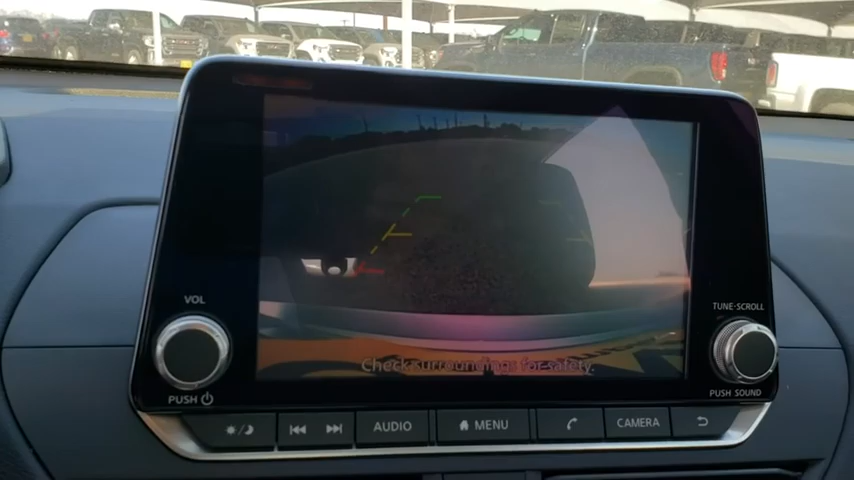 VOL
TUNE·SCROLL
Check surroundings for safety.
PUSH
PUSH SOUND
AUDIO
MENU
CAMERA